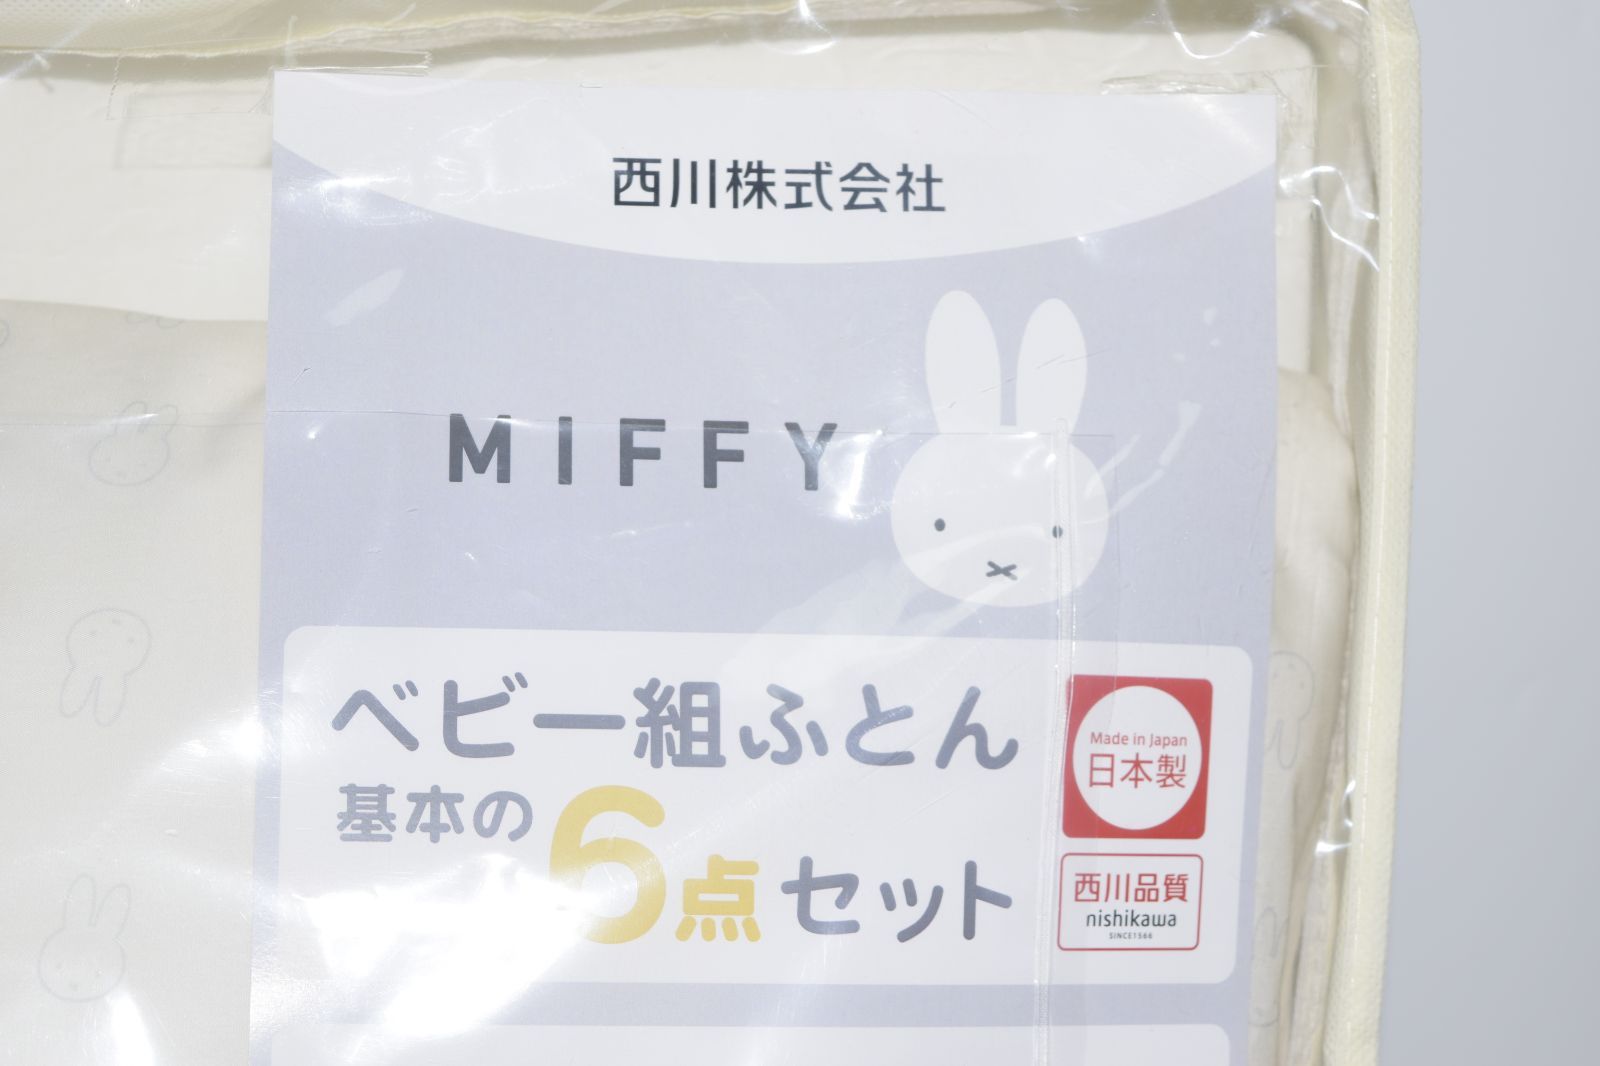 西川株式会社
MIFFY
ベビー組ふとん
基本の6点セット
Made in Japan
日本製
西川品質
nishikawa
SINCE1566